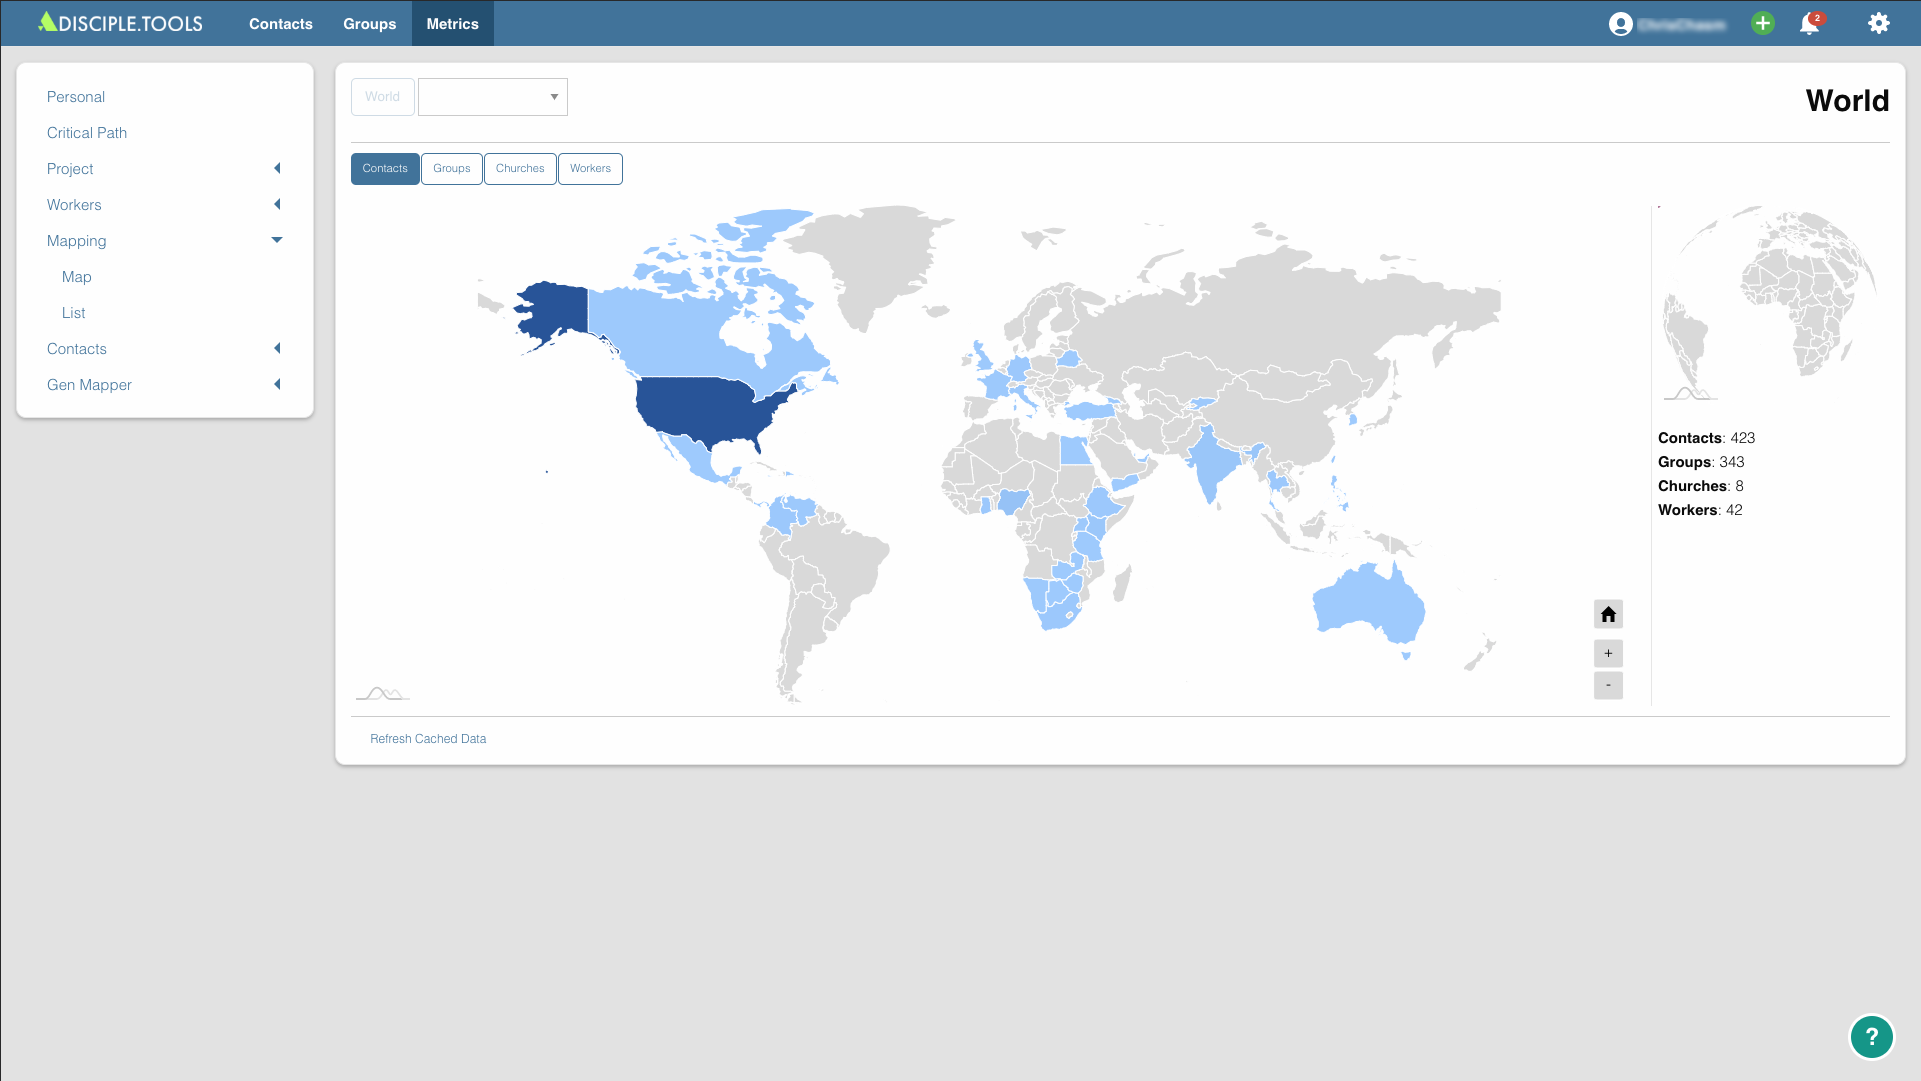 DISCIPLE.TOOLS Contacts Groups Metrics 2
Personal
Critical Path
Project
Workers
Mapping
Map
List
Contacts
Gen Mapper
World
World
Contacts Groups Churches Workers
Contacts: 423
Groups: 343
Churches: 8
Workers: 42
+
-
Refresh Cached Data
?